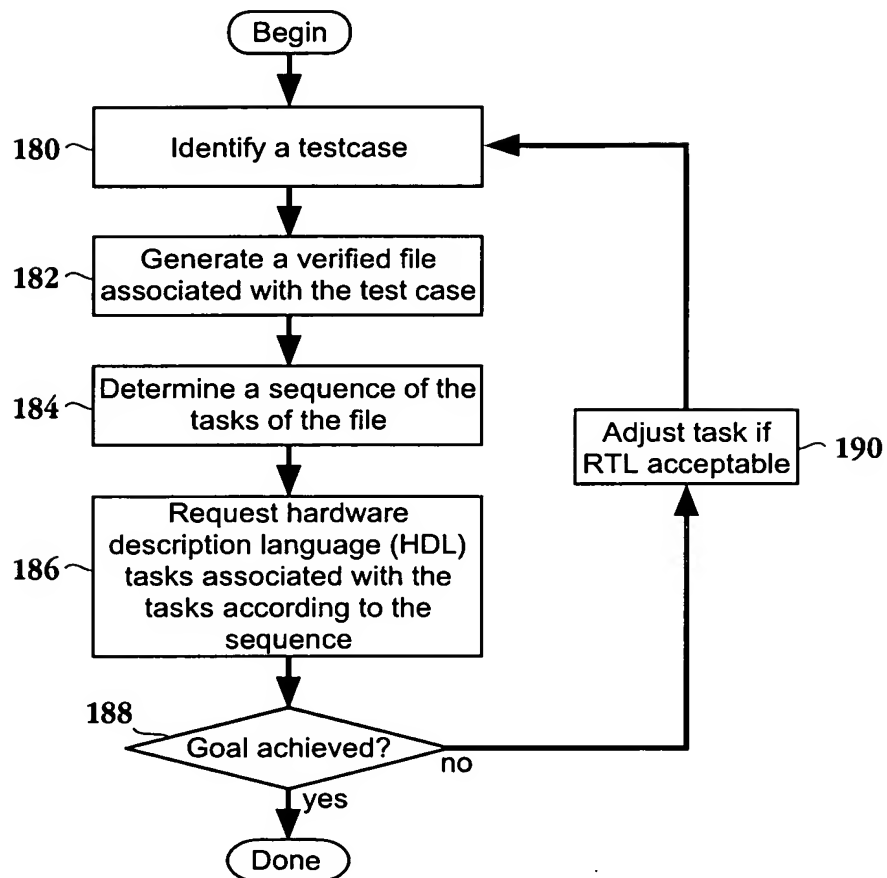 Begin
180
Identify a testcase
182
Generate a verified file
associated with the test case
184
Determine a sequence of the
tasks of the file
186
Request hardware
description language (HDL)
tasks associated with the
tasks according to the
sequence
188
Goal achieved?
no
yes
Done
Adjust task if
RTL acceptable
190